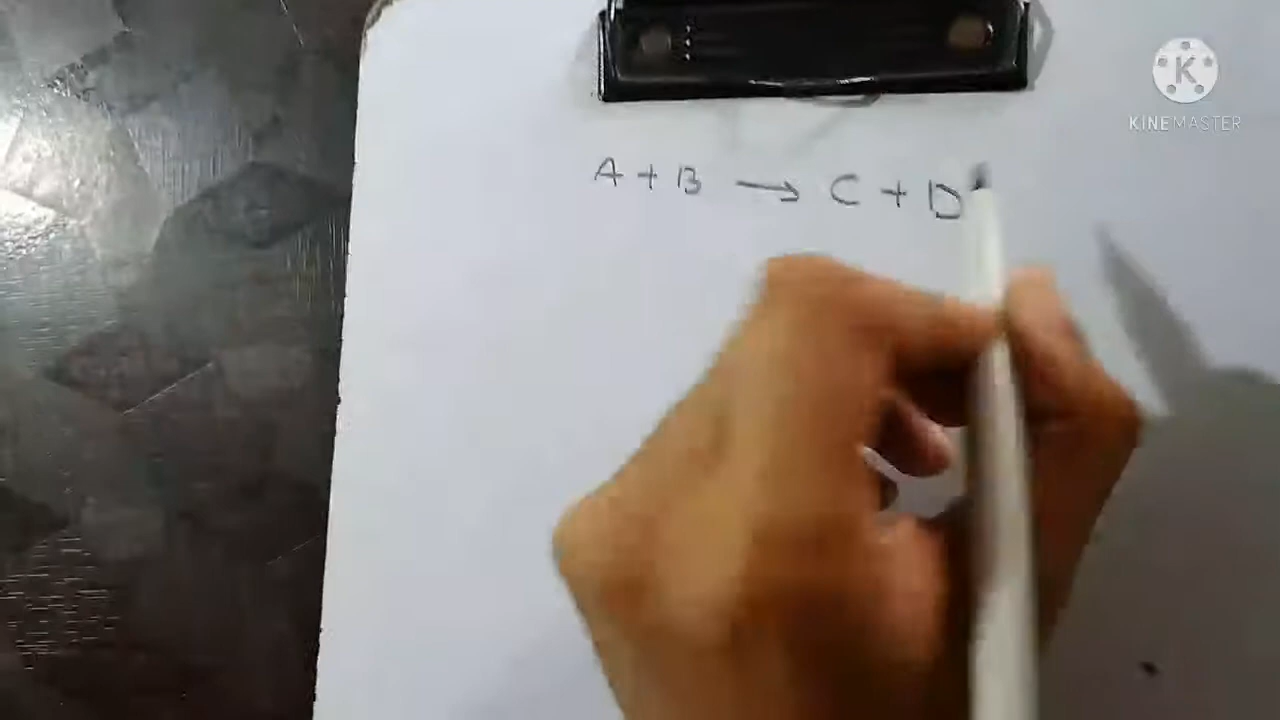 K
KINEMASTER
A + B → C + D